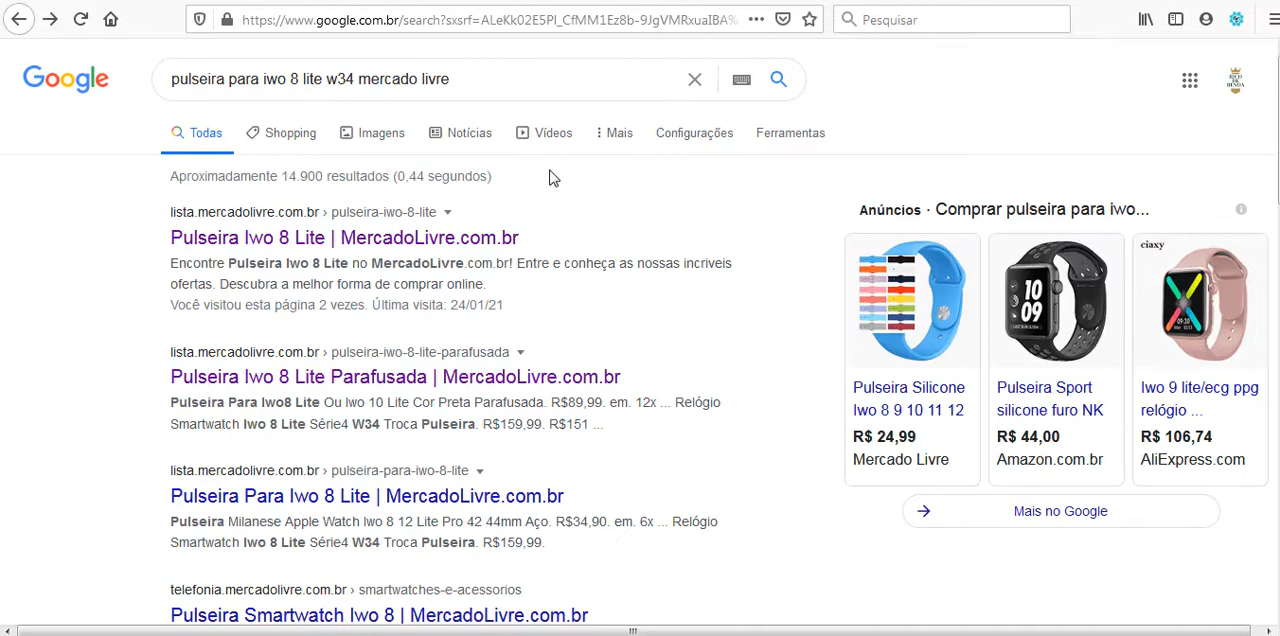 https://www.google.com.br/search?sxsrf=ALeKk02E5Pl_CfMM1Ez8b-9JgVMRxuaIBA%
Pesquisar
Google
pulseira para iwo 8 lite w34 mercado livre
Todas
Shopping
Imagens
Notícias
Vídeos
Mais
Configurações
Ferramentas
Aproximadamente 14.900 resultados (0,44 segundos)
lista.mercadolivre.com.br › pulseira-iwo-8-lite
Pulseira Iwo 8 Lite | MercadoLivre.com.br
Encontre Pulseira Iwo 8 Lite no MercadoLivre.com.br! Entre e conheça as nossas incriveis
ofertas. Descubra a melhor forma de comprar online.
Você visitou esta página 2 vezes. Última visita: 24/01/21
lista.mercadolivre.com.br › pulseira-iwo-8-lite-parafusada
Pulseira Iwo 8 Lite Parafusada | MercadoLivre.com.br
Pulseira Para Iwo8 Lite Ou Iwo 10 Lite Cor Preta Parafusada. R$89,99. em. 12x ... Relógio
Smartwatch Iwo 8 Lite Série4 W34 Troca Pulseira. R$159,99. R$151 ...
lista.mercadolivre.com.br › pulseira-para-iwo-8-lite
Pulseira Para Iwo 8 Lite | MercadoLivre.com.br
Pulseira Milanese Apple Watch Iwo 8 12 Lite Pro 42 44mm Aço. R$34,90. em. 6x ... Relógio
Smartwatch Iwo 8 Lite Série4 W34 Troca Pulseira. R$159,99.
telefonia.mercadolivre.com.br › smartwatches-e-acessorios
Pulseira Smartwatch Iwo 8 | MercadoLivre.com.br
Anúncios · Comprar pulseira para iwo...
Pulseira Silicone
Iwo 8 9 10 11 12
R$ 24,99
Mercado Livre
10
09
Pulseira Sport
silicone furo NK
R$ 44,00
Amazon.com.br
ciaxy
Iwo 9 lite/ecg ppg
relógio ...
R$ 106,74
AliExpress.com
Mais no Google